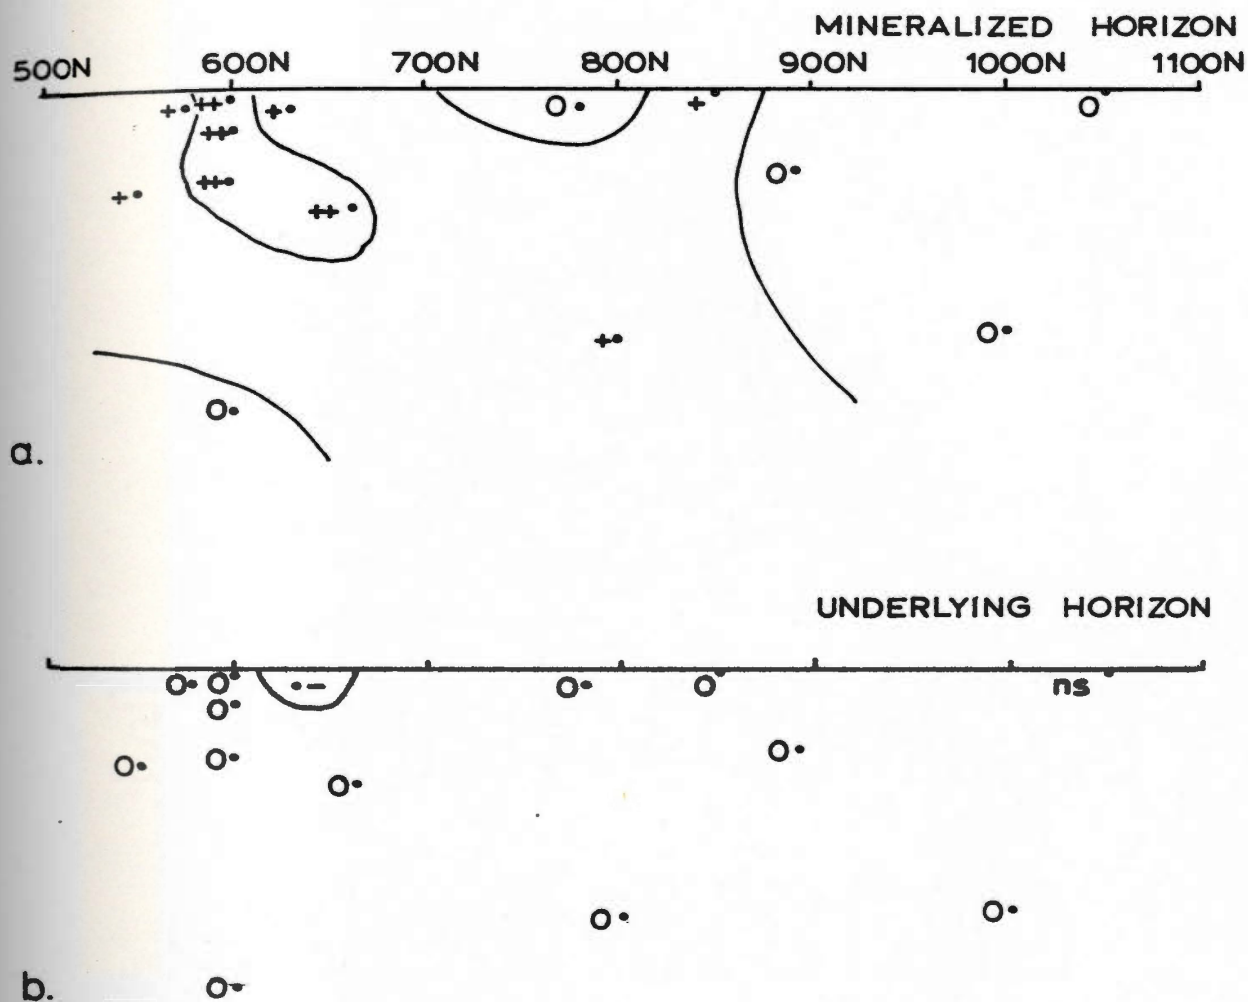 MINERALIZED HORIZON
500N 600N 700N 800N 900N 1000N 1100N
+• ++• +• O• +• O•
++•
O•
++•
+•
++•
O•
+•
O•
a.
UNDERLYING HORIZON
O• O• •– O• O• ns•
O•
O• O•
O•
O•
O• O•
b. O•